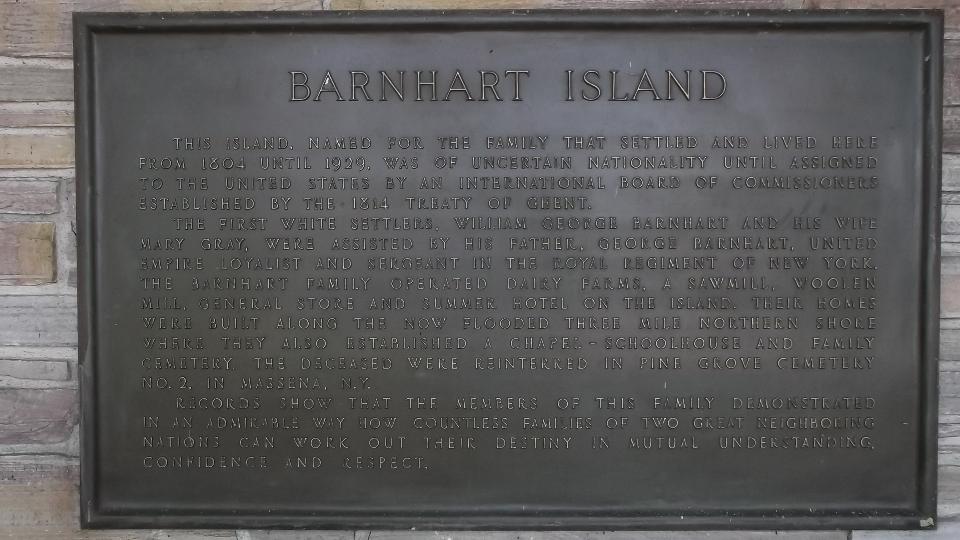 BARNHART ISLAND
THIS ISLAND, NAMED FOR THE FAMILY THAT SETTLED AND LIVED HERE
FROM 1804 UNTIL 1929, WAS OF UNCERTAIN NATIONALITY UNTIL ASSIGNED
TO THE UNITED STATES BY AN INTERNATIONAL BOARD OF COMMISSIONERS
ESTABLISHED BY THE 1814 TREATY OF GHENT.
THE FIRST WHITE SETTLERS, WILLIAM GEORGE BARNHART AND HIS WIFE
MARY GRAY, WERE ASSISTED BY HIS FATHER, GEORGE BARNHART, UNITED
EMPIRE LOYALIST AND SERGEANT IN THE ROYAL REGIMENT OF NEW YORK.
THE BARNHART FAMILY OPERATED DAIRY FARMS, A SAWMILL, WOOLEN
MILL, GENERAL STORE AND SUMMER HOTEL ON THE ISLAND. THEIR HOMES
WERE BUILT ALONG THE NOW FLOODED THREE MILE NORTHERN SHORE
WHERE THEY ALSO ESTABLISHED A CHAPEL - SCHOOLHOUSE AND FAMILY
CEMETERY. THE DECEASED WERE REINTERRED IN PINE GROVE CEMETERY
NO. 2, IN MASSENA, N.Y.
RECORDS SHOW THAT THE MEMBERS OF THIS FAMILY DEMONSTRATED
IN AN ADMIRABLE WAY HOW COUNTLESS FAMILIES OF TWO GREAT NEIGHBORING
NATIONS CAN WORK OUT THEIR DESTINY IN MUTUAL UNDERSTANDING,
CONFIDENCE AND RESPECT.